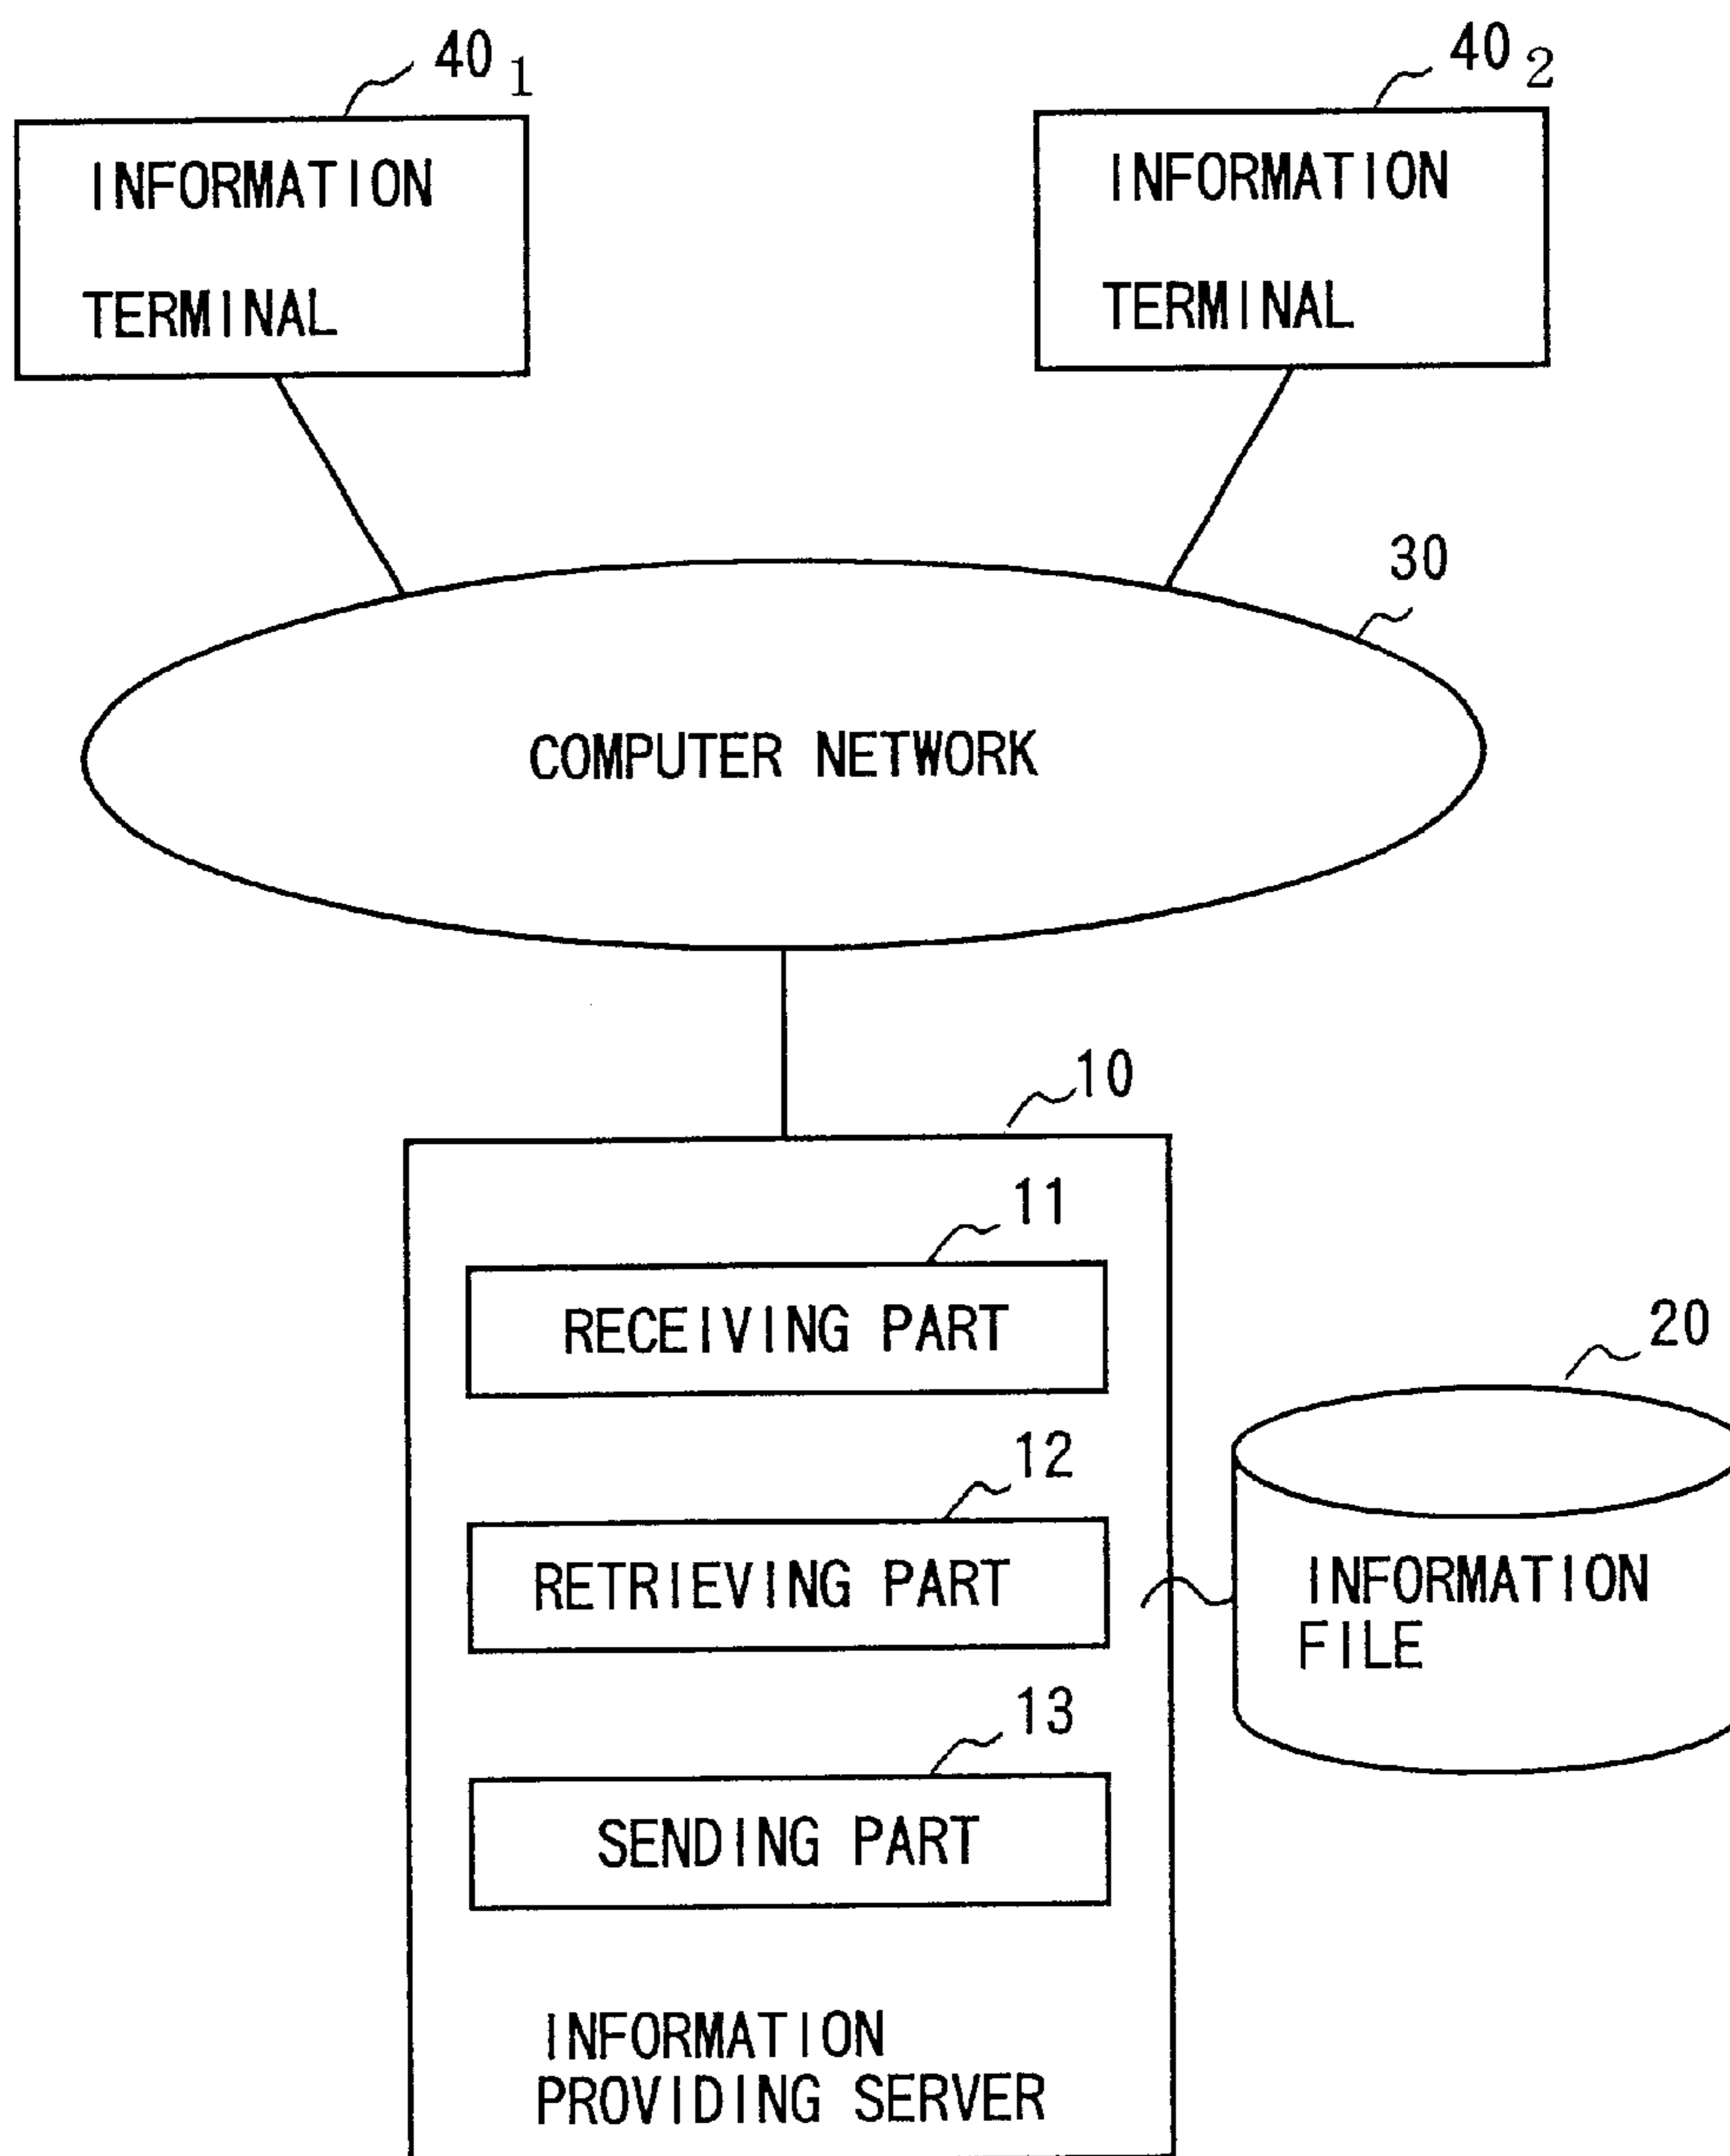 40 1
40 2
INFORMATION
TERMINAL
INFORMATION
TERMINAL
30
COMPUTER NETWORK
10
11
RECEIVING PART
20
12
RETRIEVING PART
INFORMATION
FILE
13
SENDING PART
INFORMATION
PROVIDING SERVER